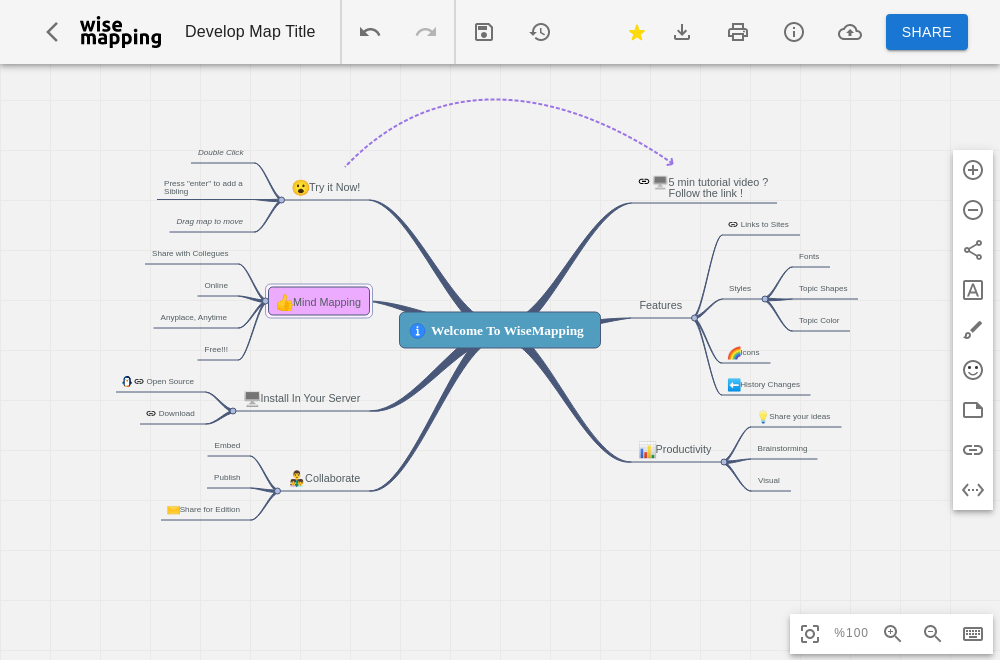 wise
mapping
Develop Map Title
SHARE
Double Click
Press "enter" to add a
Sibling
Drag map to move
Try it Now!
Share with Collegues
Online
Anyplace, Anytime
Free!!!
Mind Mapping
Open Source
Download
Install In Your Server
Embed
Publish
Share for Edition
Collaborate
Welcome To WiseMapping
5 min tutorial video ?
Follow the link !
Features
Links to Sites
Styles
Fonts
Topic Shapes
Topic Color
Icons
History Changes
Productivity
Share your ideas
Brainstorming
Visual
%100